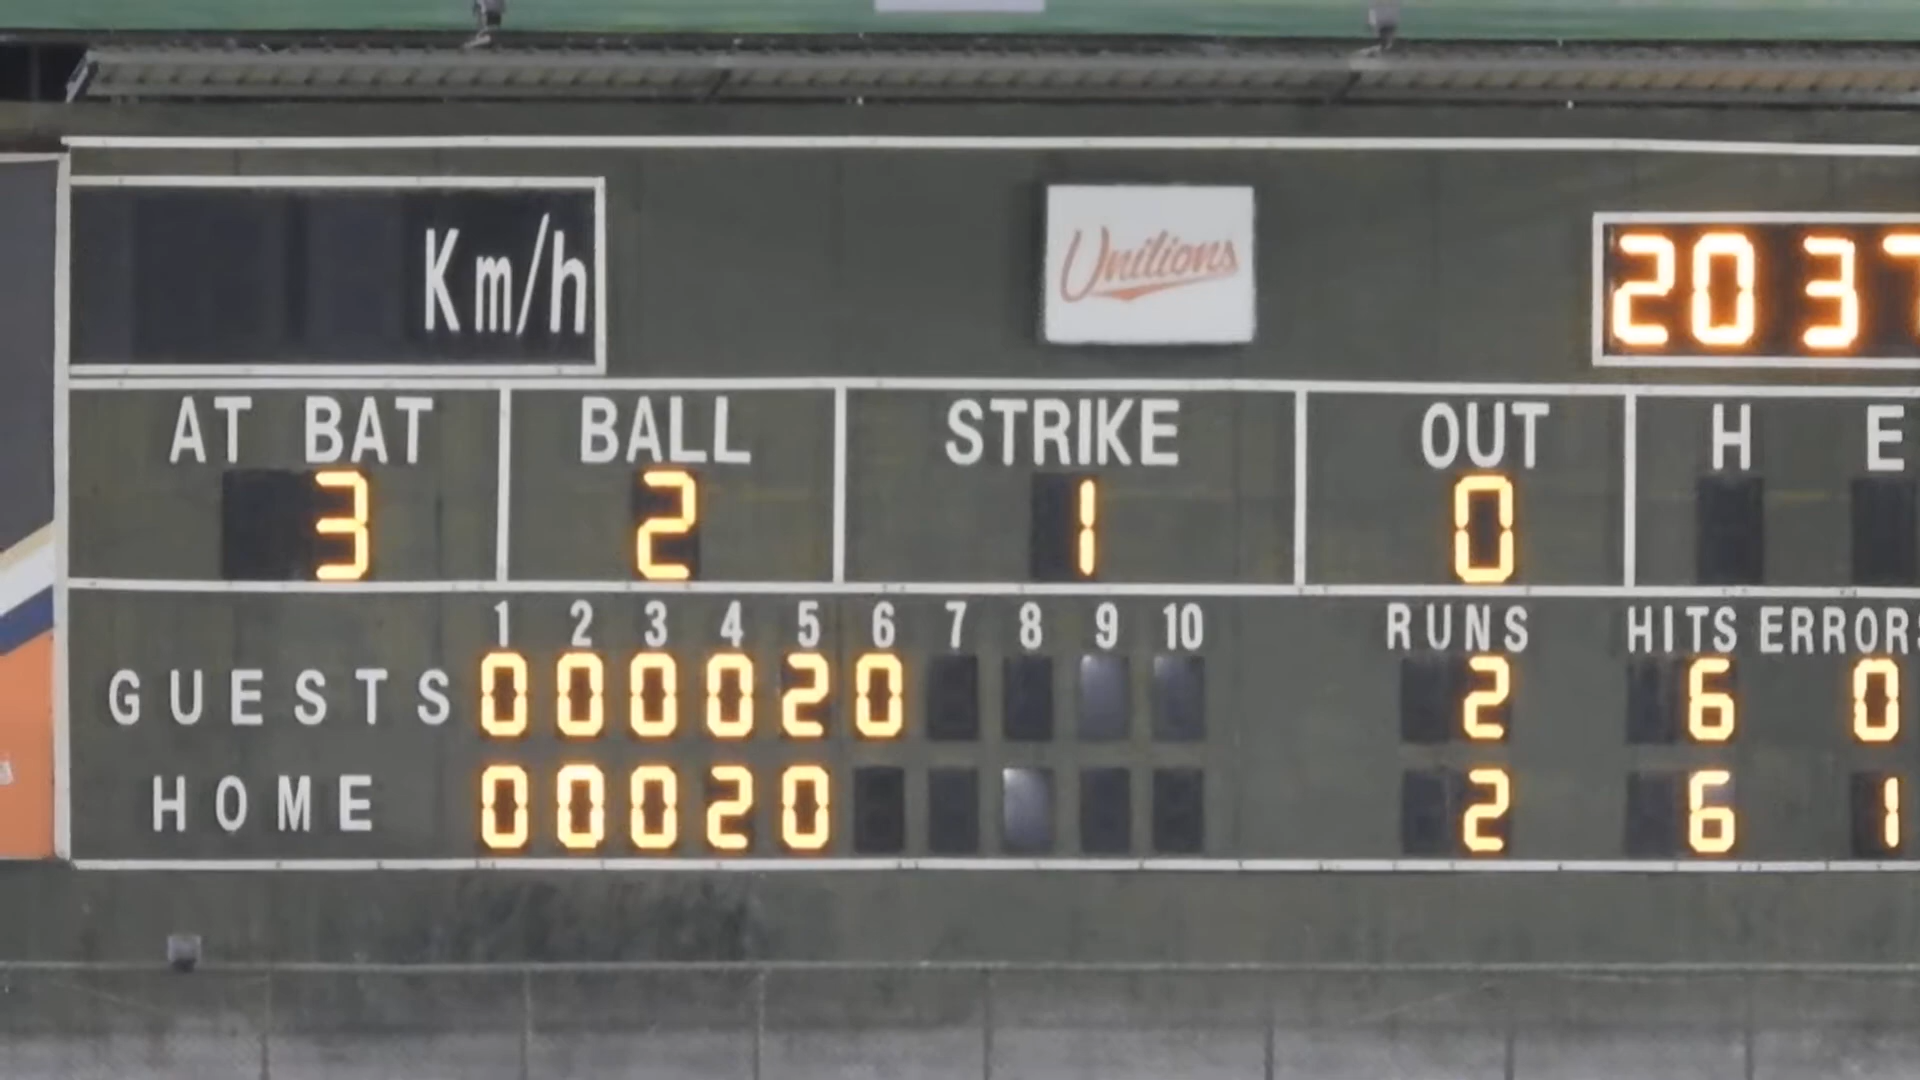 Km/h
Unilions
20 37
AT BAT BALL STRIKE OUT H E
3 2 1 0
1 2 3 4 5 6 7 8 9 10 RUNS HITS ERRORS
GUESTS 0 0 0 0 2 0 2 6 0
HOME 0 0 0 2 0 2 6 1